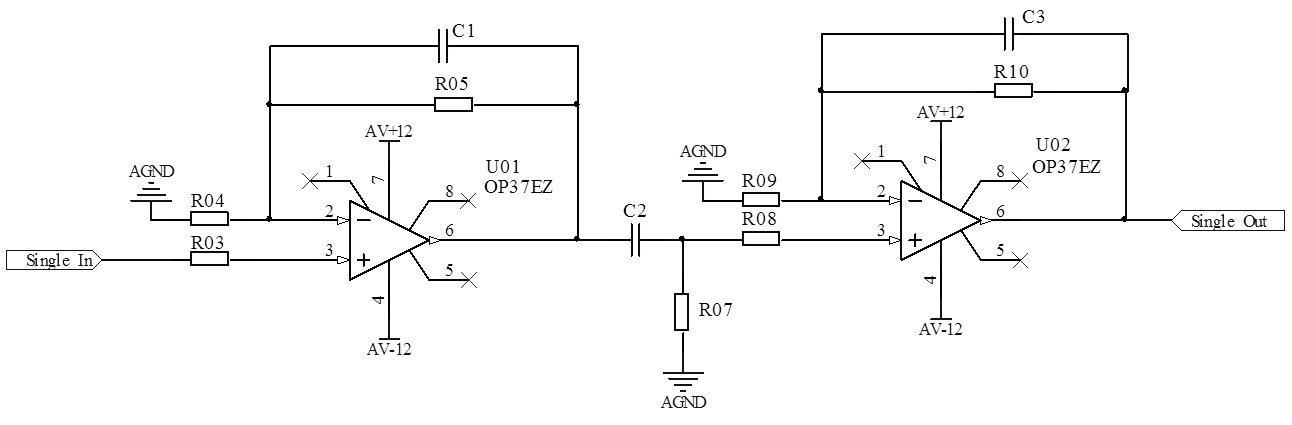 C1
R05
AV+12
U01
OP37EZ
AGND
1
7
8
R04
2
6
R03
3
Single In
5
4
AV-12
C2
R07
AGND
C3
R10
AV+12
U02
OP37EZ
AGND
1
7
8
R09
2
R08
6
Single Out
3
5
4
AV-12